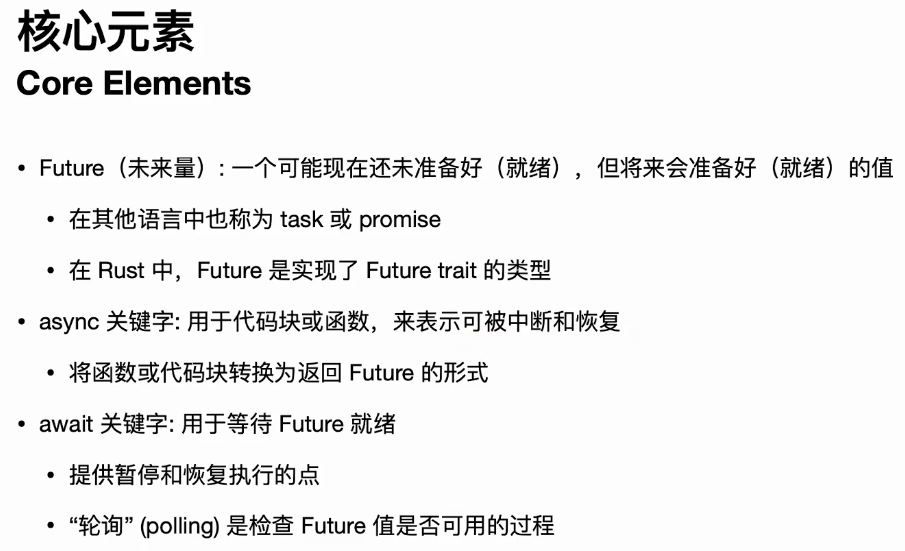 核心元素
Core Elements
• Future（未来量）: 一个可能现在还未准备好（就绪），但将来会准备好（就绪）的值
• 在其他语言中也称为 task 或 promise
• 在 Rust 中，Future 是实现了 Future trait 的类型
• async 关键字: 用于代码块或函数，来表示可被中断和恢复
• 将函数或代码块转换为返回 Future 的形式
• await 关键字: 用于等待 Future 就绪
• 提供暂停和恢复执行的点
• “轮询” (polling) 是检查 Future 值是否可用的过程